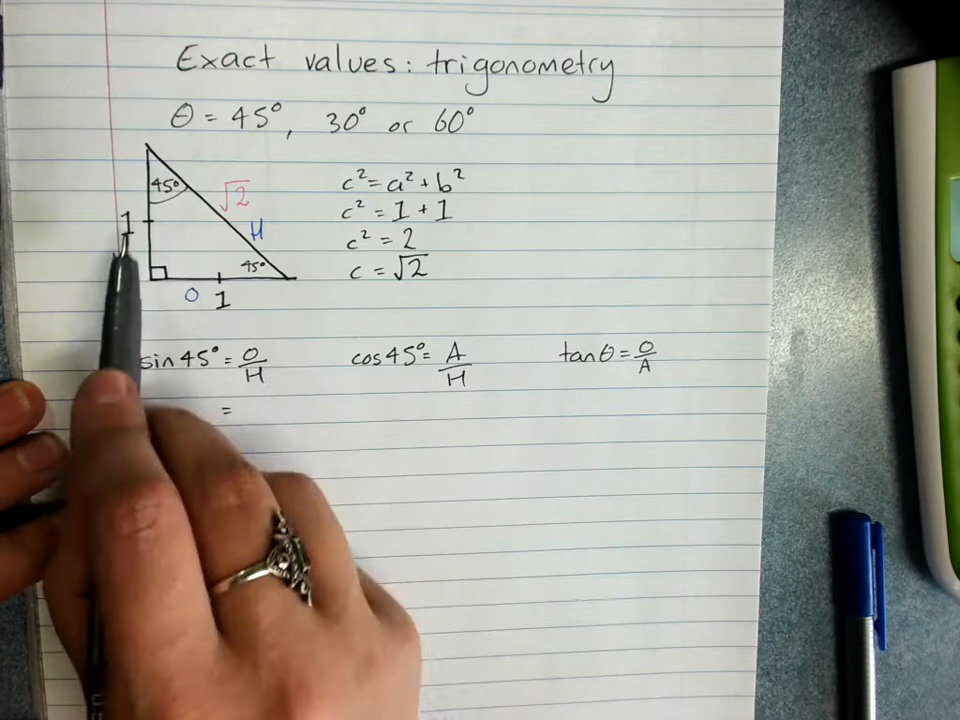 Exact values: trigonometry
θ = 45°, 30° or 60°
45°
√2
c² = a² + b²
1
H
c² = 1 + 1
c² = 2
45°
c = √2
O 1
sin 45° = O/H cos 45° = A/H tan θ = O/A
=